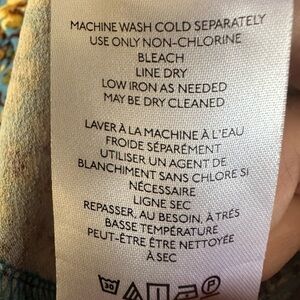 MACHINE WASH COLD SEPARATELY
USE ONLY NON-CHLORINE
BLEACH
LINE DRY
LOW IRON AS NEEDED
MAY BE DRY CLEANED
LAVER À LA MACHINE À L'EAU
FROIDE SÉPARÉMENT
UTILISER UN AGENT DE
BLANCHIMENT SANS CHLORE SI
NÉCESSAIRE
LIGNE SEC
REPASSER, AU BESOIN, À TRÉS
BASSE TEMPÉRATURE
PEUT-ÊTRE ÊTRE NETTOYÉE
À SEC
30 P